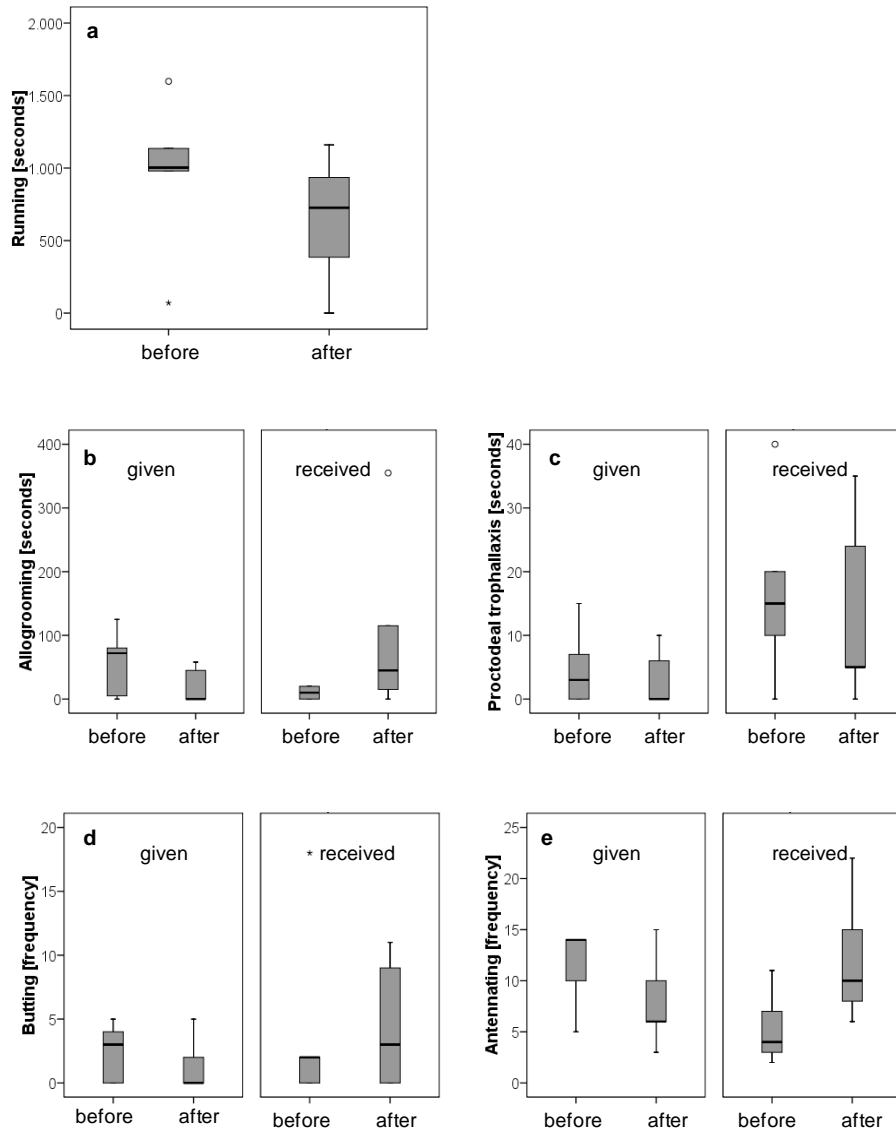 a
Running [seconds]
2.000
1.500
1.000
500
0
before after
b
given received
Allogrooming [seconds]
400
300
200
100
0
before after before after
c
given received
Proctodeal trophallaxis [seconds]
40
30
20
10
0
before after before after
d
given * received
Butting [frequency]
20
15
10
5
0
before after before after
e
given received
Antennating [frequency]
25
20
15
10
5
0
before after before after